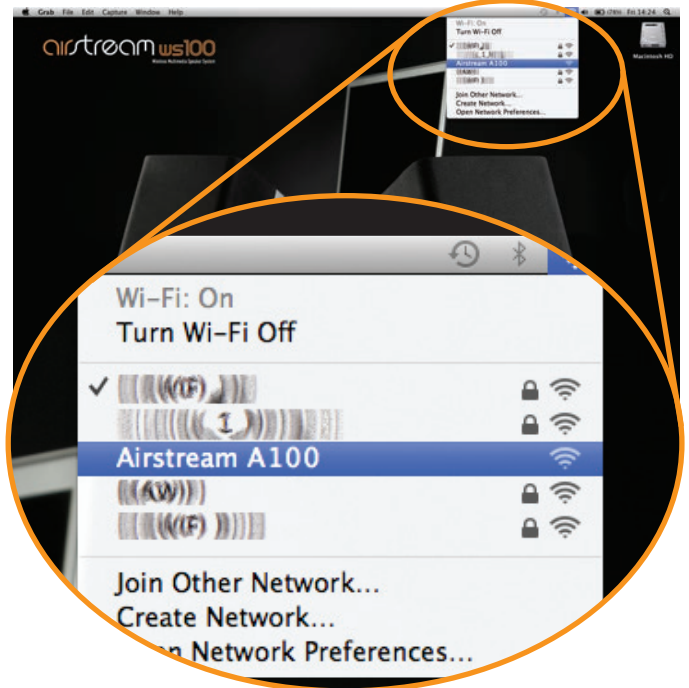 Grab File Edit Capture Window Help
(78%) Fri 14:24
airstream ws100
Wireless Multimedia Speaker System
Macintosh HD
Wi-Fi: On
Turn Wi-Fi Off
Airstream A100
Join Other Network...
Create Network...
Open Network Preferences...
Wi-Fi: On
Turn Wi-Fi Off
Airstream A100
Join Other Network...
Create Network...
Network Preferences...